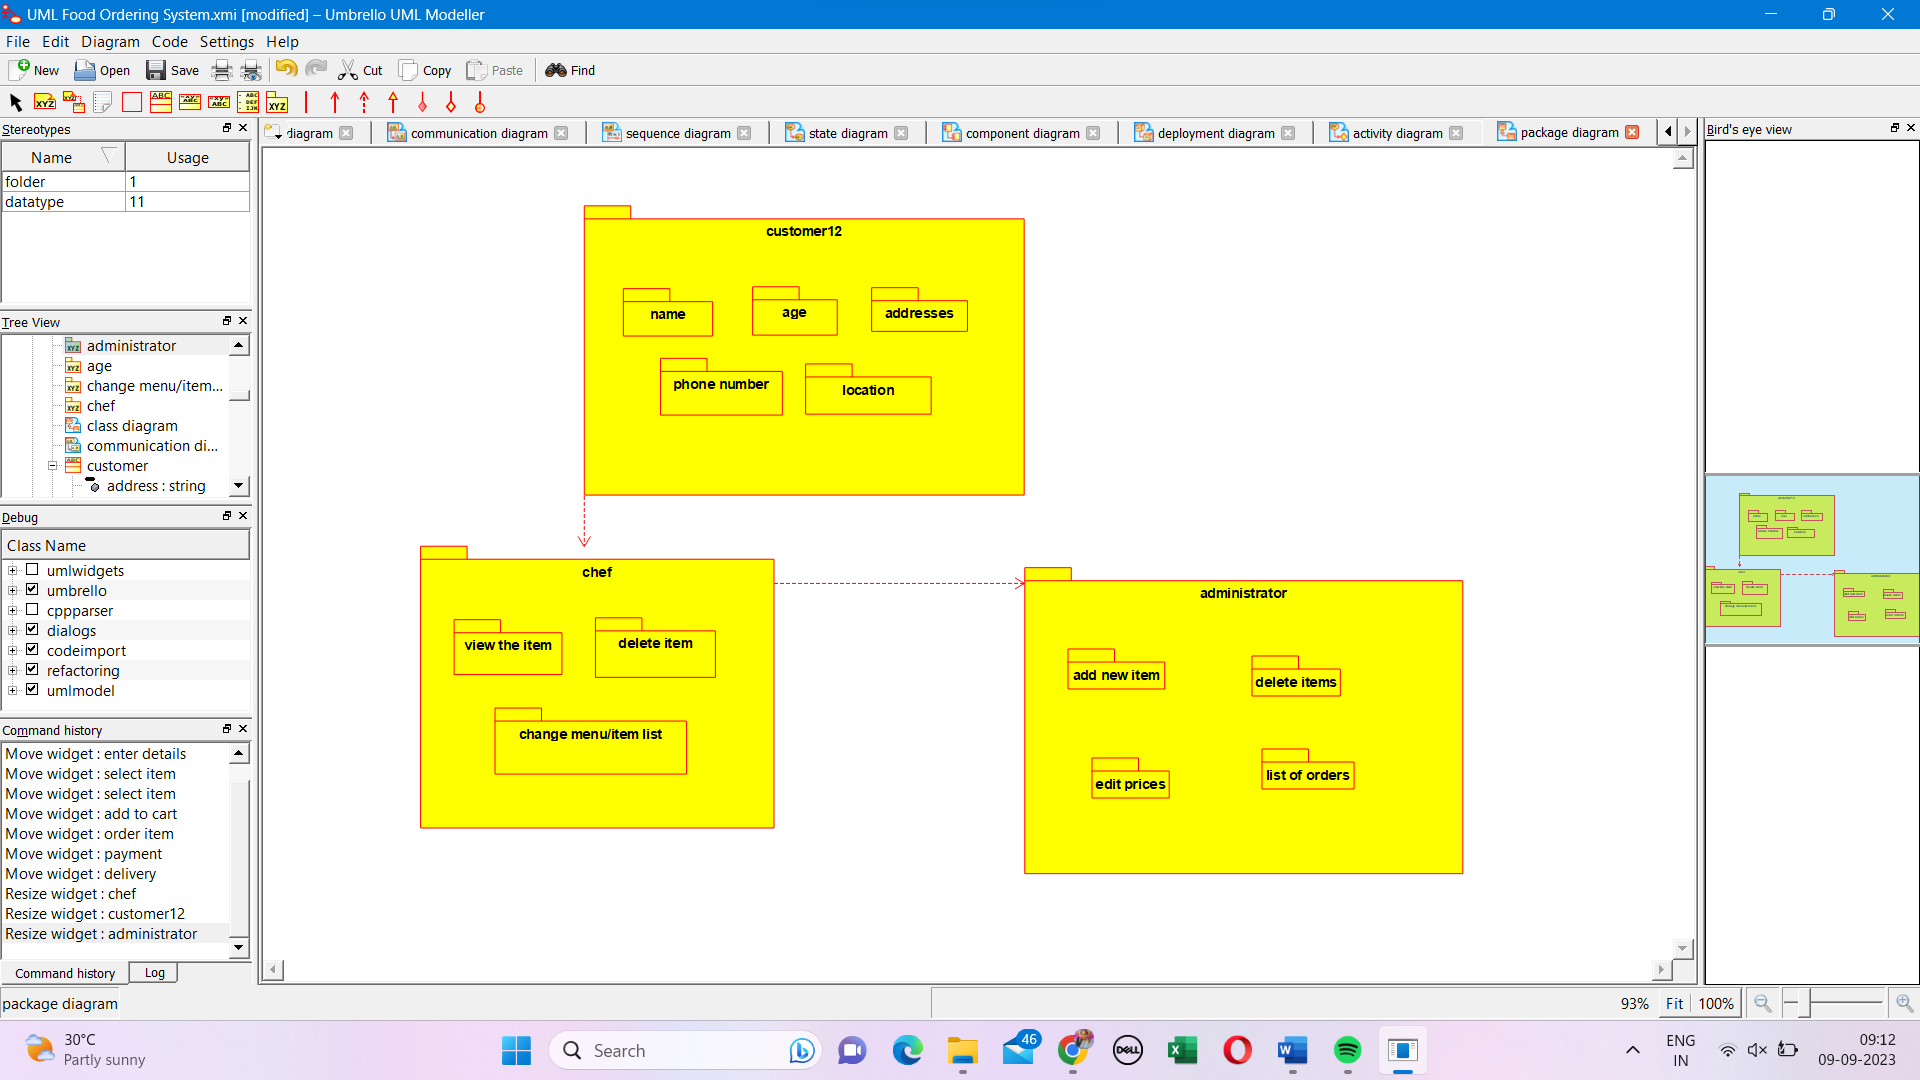 UML Food Ordering System.xmi [modified] – Umbrello UML Modeller
File Edit Diagram Code Settings Help
New Open Save Cut Copy Paste Find
Stereotypes
Name Usage
folder 1
datatype 11
Tree View
administrator
age
change menu/item...
chef
class diagram
communication di...
customer
address : string
Debug
Class Name
umlwidgets
umbrello
cppparser
dialogs
codeimport
refactoring
umlmodel
Command history
Move widget : enter details
Move widget : select item
Move widget : select item
Move widget : add to cart
Move widget : order item
Move widget : payment
Move widget : delivery
Resize widget : chef
Resize widget : customer12
Resize widget : administrator
Command history Log
diagram communication diagram sequence diagram state diagram component diagram deployment diagram activity diagram package diagram
customer12
name age addresses
phone number location
chef
view the item delete item
change menu/item list
administrator
add new item delete items
edit prices list of orders
Bird's eye view
package diagram
93% Fit 100%
30°C
Partly sunny
Search
46
DELL
ENG
IN
09:12
09-09-2023